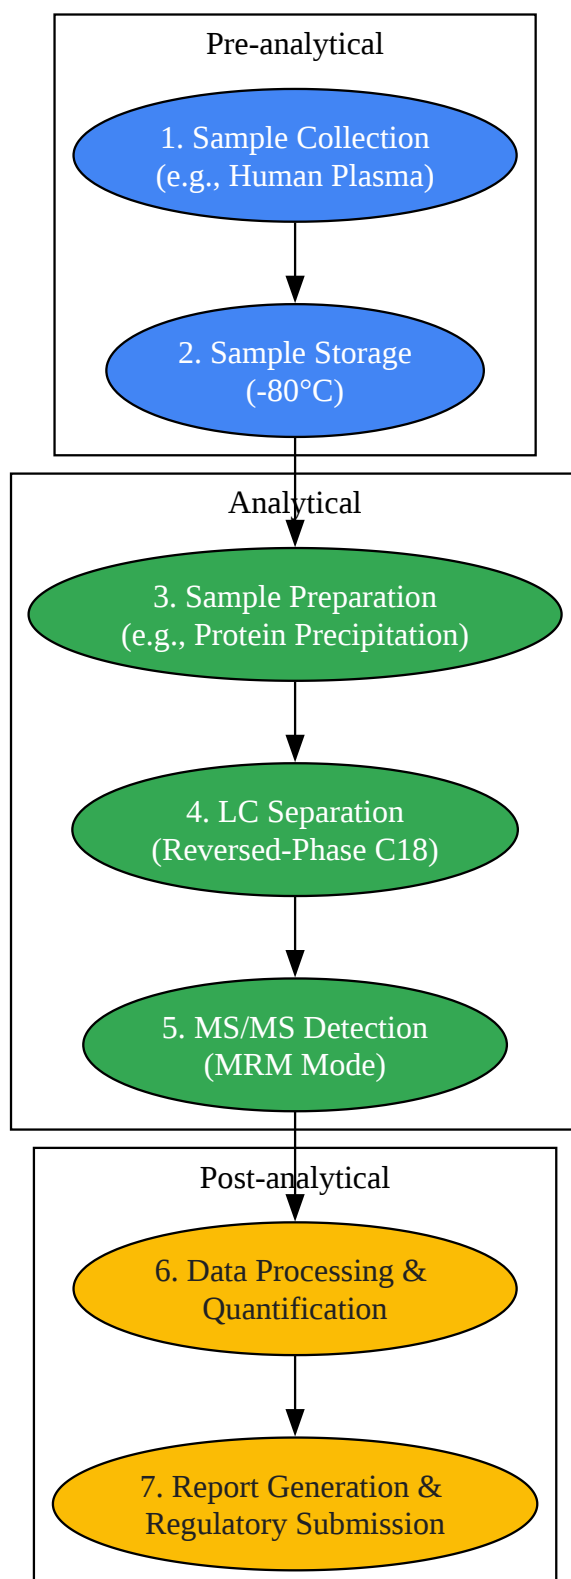 Pre-analytical
1. Sample Collection
(e.g., Human Plasma)
2. Sample Storage
(-80°C)
Analytical
3. Sample Preparation
(e.g., Protein Precipitation)
4. LC Separation
(Reversed-Phase C18)
5. MS/MS Detection
(MRM Mode)
Post-analytical
6. Data Processing &
Quantification
7. Report Generation &
Regulatory Submission